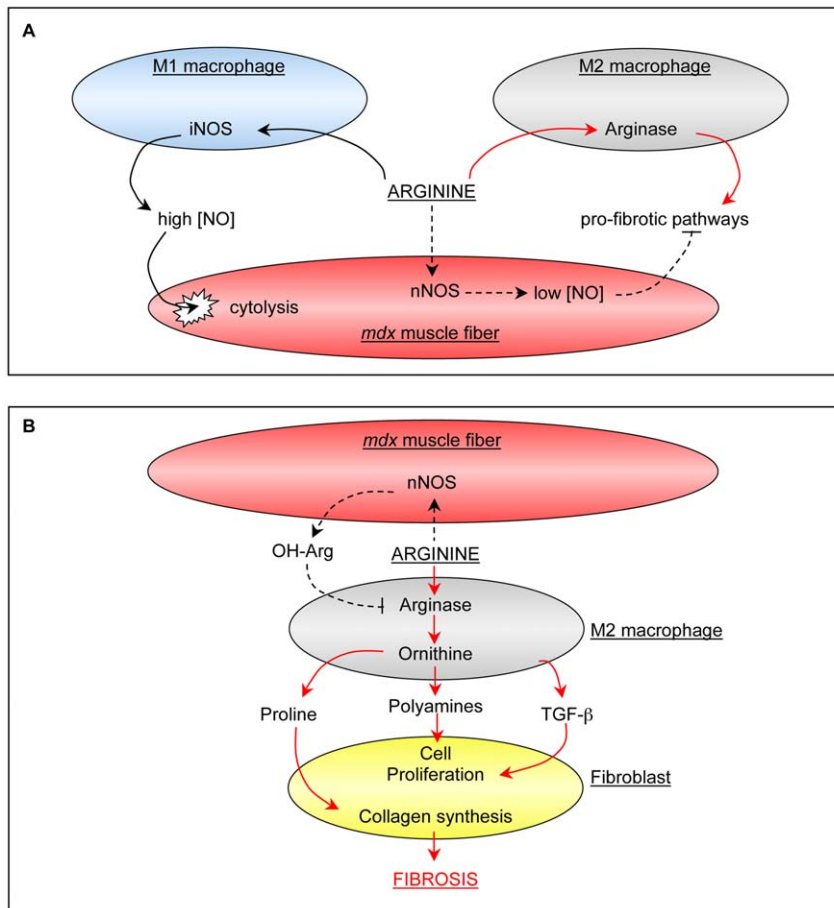 A
M1 macrophage
M2 macrophage
iNOS
Arginase
ARGININE
high [NO]
pro-fibrotic pathways
nNOS
low [NO]
cytolysis
mdx muscle fiber
B
mdx muscle fiber
nNOS
OH-Arg
ARGININE
Arginase
M2 macrophage
Ornithine
Proline
Polyamines
TGF-β
Cell
Proliferation
Fibroblast
Collagen synthesis
FIBROSIS